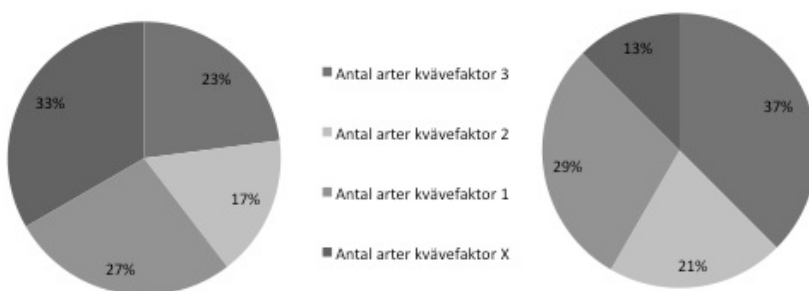 33%
23%
17%
27%
Antal arter kvävefaktor 3
Antal arter kvävefaktor 2
Antal arter kvävefaktor 1
Antal arter kvävefaktor X
13%
37%
29%
21%